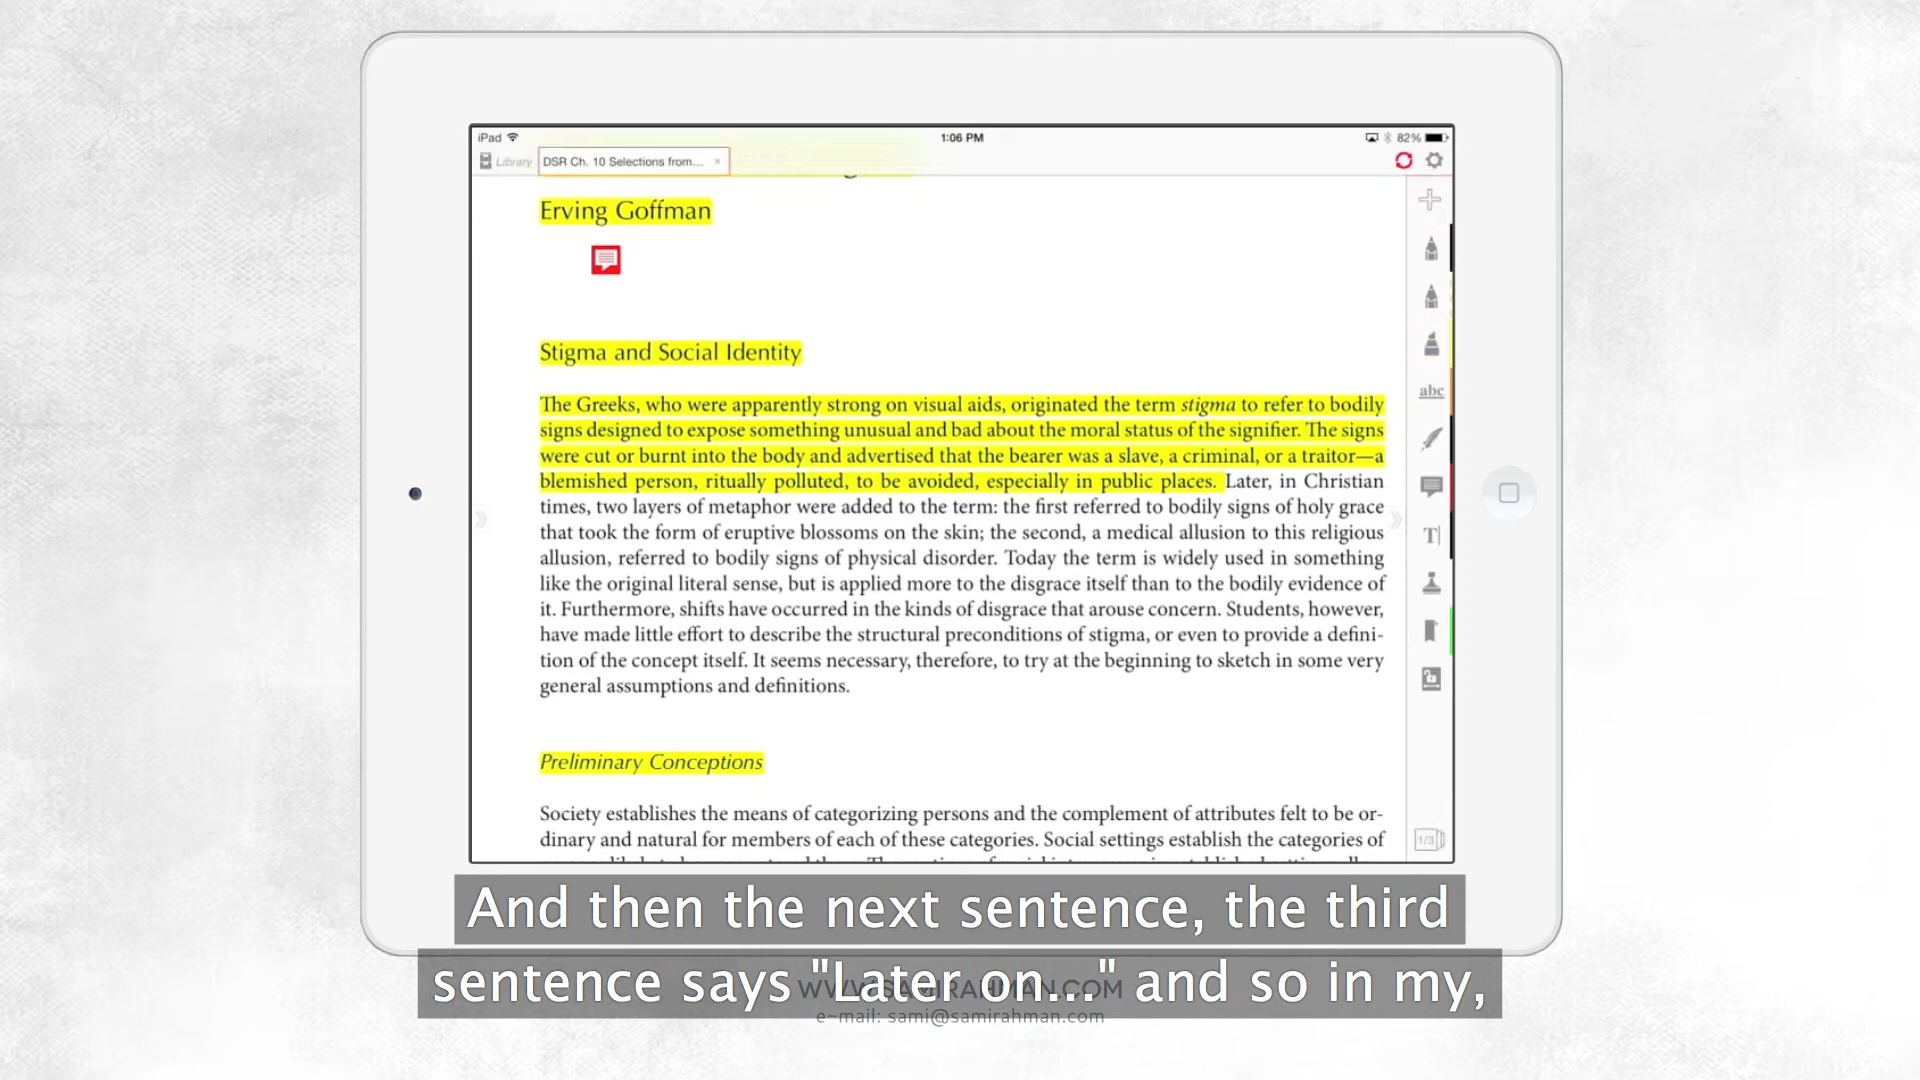 iPad
1:06 PM
82%
Library
DSR Ch. 10 Selections from... ×
Erving Goffman
Stigma and Social Identity
The Greeks, who were apparently strong on visual aids, originated the term stigma to refer to bodily
signs designed to expose something unusual and bad about the moral status of the signifier. The signs
were cut or burnt into the body and advertised that the bearer was a slave, a criminal, or a traitor—a
blemished person, ritually polluted, to be avoided, especially in public places. Later, in Christian
times, two layers of metaphor were added to the term: the first referred to bodily signs of holy grace
that took the form of eruptive blossoms on the skin; the second, a medical allusion to this religious
allusion, referred to bodily signs of physical disorder. Today the term is widely used in something
like the original literal sense, but is applied more to the disgrace itself than to the bodily evidence of
it. Furthermore, shifts have occurred in the kinds of disgrace that arouse concern. Students, however,
have made little effort to describe the structural preconditions of stigma, or even to provide a defini-
tion of the concept itself. It seems necessary, therefore, to try at the beginning to sketch in some very
general assumptions and definitions.
Preliminary Conceptions
Society establishes the means of categorizing persons and the complement of attributes felt to be or-
dinary and natural for members of each of these categories. Social settings establish the categories of
abc
T
1/3
And then the next sentence, the third
sentence says "Later on..." and so in my,
WWW.SAMIRAHMAN.COM
e-mail: sami@samirahman.com